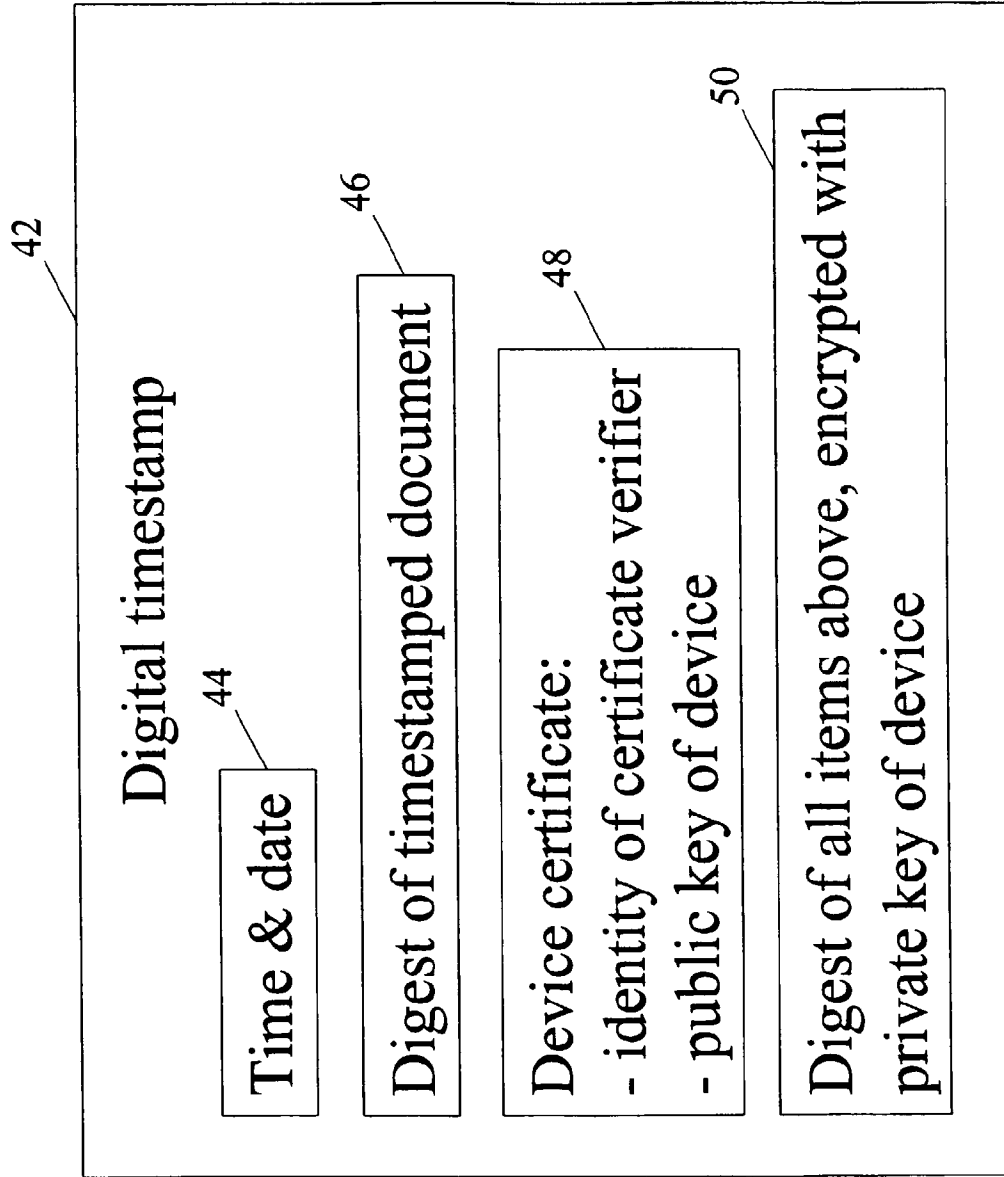 42
Digital timestamp
44
Time & date
46
Digest of timestamped document
48
Device certificate:
- identity of certificate verifier
- public key of device
50
Digest of all items above, encrypted with
private key of device